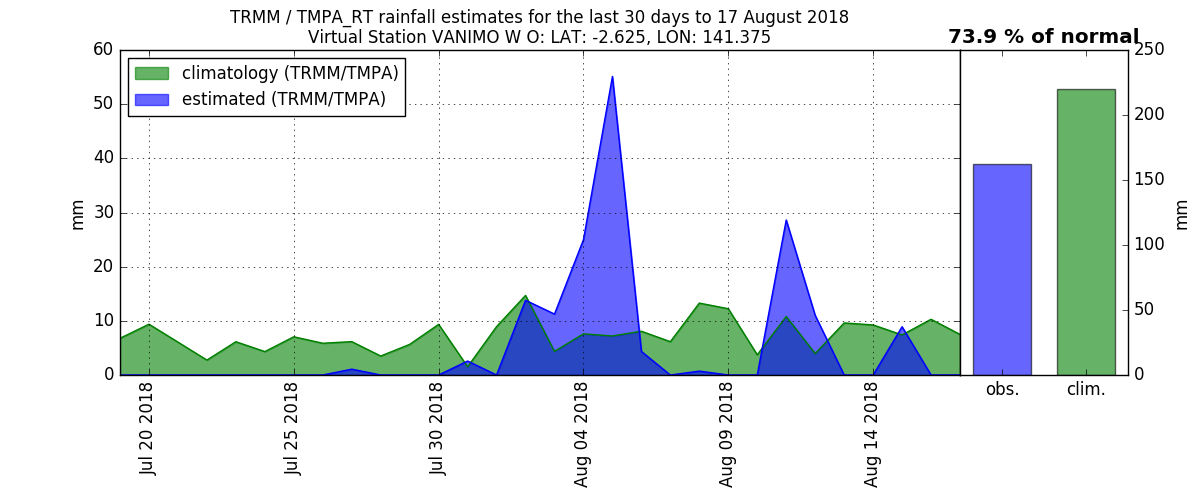 TRMM / TMPA_RT rainfall estimates for the last 30 days to 17 August 2018
Virtual Station VANIMO W O: LAT: -2.625, LON: 141.375
73.9 % of normal
climatology (TRMM/TMPA)
estimated (TRMM/TMPA)
60
50
40
30
20
10
0
mm
Jul 20 2018
Jul 25 2018
Jul 30 2018
Aug 04 2018
Aug 09 2018
Aug 14 2018
obs.
clim.
250
200
150
100
50
0
mm